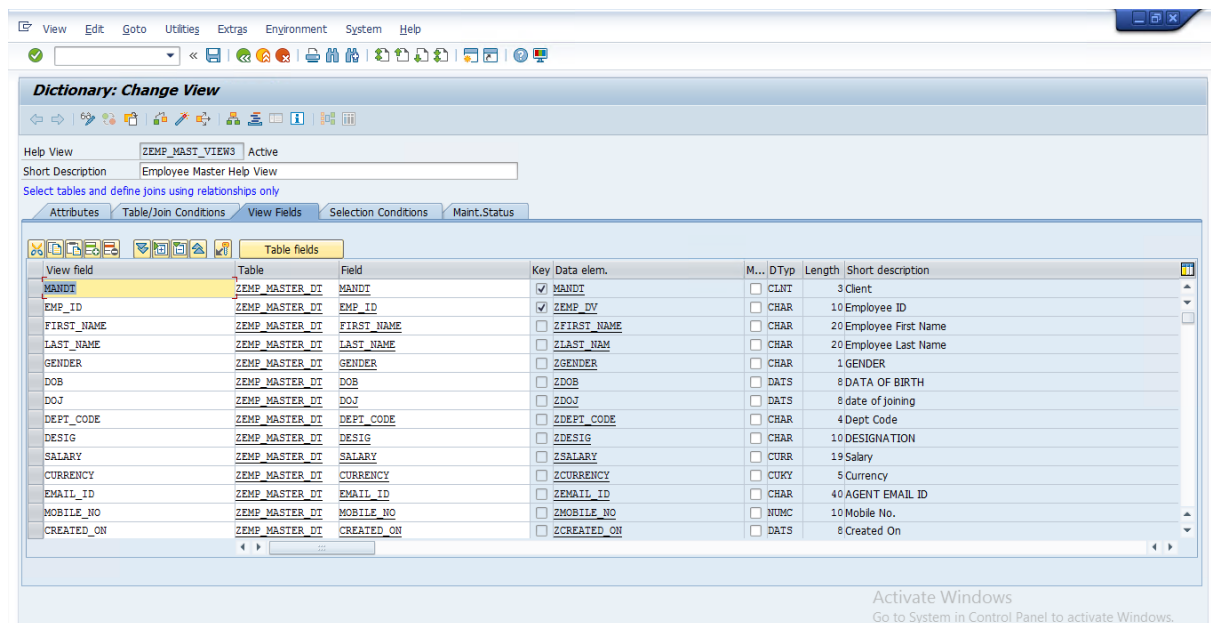 View Edit Goto Utilities Extras Environment System Help
Dictionary: Change View
Help View ZEMP_MAST_VIEW3 Active
Short Description Employee Master Help View
Select tables and define joins using relationships only
Attributes Table/Join Conditions View Fields Selection Conditions Maint.Status
Table fields
View field Table Field Key Data elem. M... DTyp Length Short description
MANDT ZEMP_MASTER_DT MANDT MANDT CLNT 3 Client
EMP_ID ZEMP_MASTER_DT EMP_ID ZEMP_DV CHAR 10 Employee ID
FIRST_NAME ZEMP_MASTER_DT FIRST_NAME ZFIRST_NAME CHAR 20 Employee First Name
LAST_NAME ZEMP_MASTER_DT LAST_NAME ZLAST_NAM CHAR 20 Employee Last Name
GENDER ZEMP_MASTER_DT GENDER ZGENDER CHAR 1 GENDER
DOB ZEMP_MASTER_DT DOB ZDOB DATS 8 DATA OF BIRTH
DOJ ZEMP_MASTER_DT DOJ ZDOJ DATS 8 date of joining
DEPT_CODE ZEMP_MASTER_DT DEPT_CODE ZDEPT_CODE CHAR 4 Dept Code
DESIG ZEMP_MASTER_DT DESIG ZDESIG CHAR 10 DESIGNATION
SALARY ZEMP_MASTER_DT SALARY ZSALARY CURR 19 Salary
CURRENCY ZEMP_MASTER_DT CURRENCY ZCURRENCY CUKY 5 Currency
EMAIL_ID ZEMP_MASTER_DT EMAIL_ID ZEMAIL_ID CHAR 40 AGENT EMAIL ID
MOBILE_NO ZEMP_MASTER_DT MOBILE_NO ZMOBILE_NO NUMC 10 Mobile No.
CREATED_ON ZEMP_MASTER_DT CREATED_ON ZCREATED_ON DATS 8 Created On
Activate Windows
Go to System in Control Panel to activate Windows.